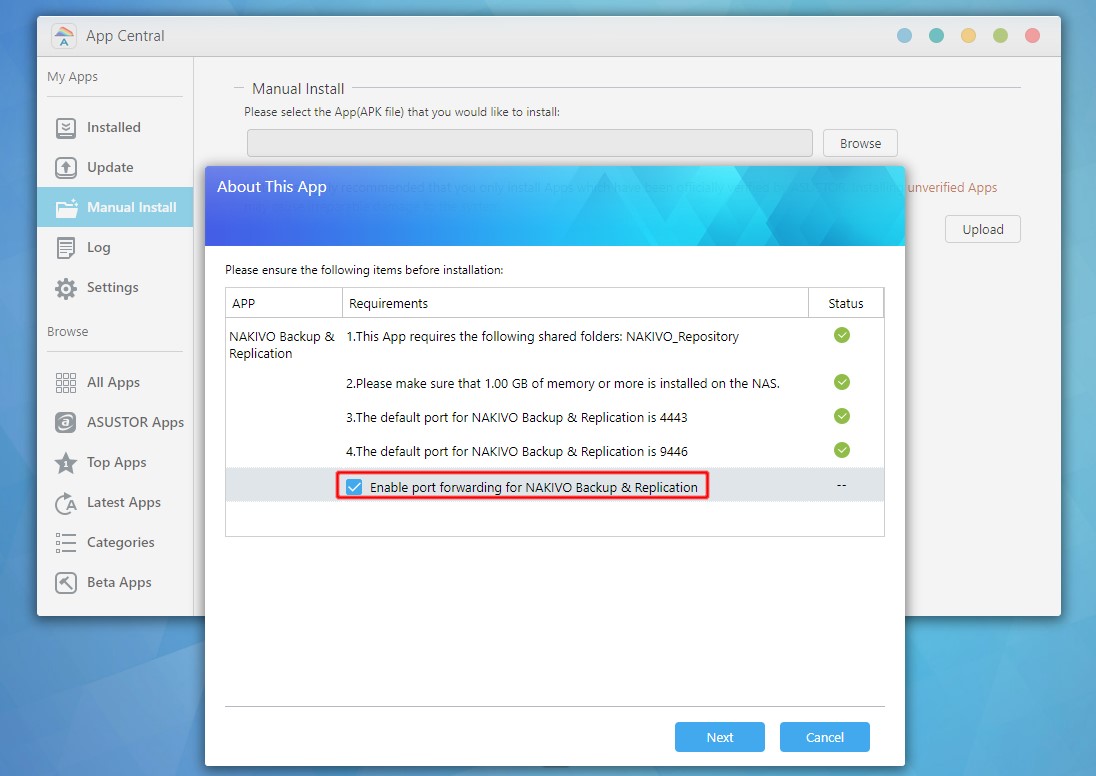 App Central
My Apps
Installed
Update
Manual Install
Log
Settings
Browse
All Apps
ASUSTOR Apps
Top Apps
Latest Apps
Categories
Beta Apps
Manual Install
Please select the App(APK file) that you would like to install:
Browse
recommended that you only install Apps which have been officially unverified Apps
Upload
About This App
Please ensure the following items before installation:
APP Requirements Status
NAKIVO Backup & Replication
1.This App requires the following shared folders: NAKIVO_Repository
2.Please make sure that 1.00 GB of memory or more is installed on the NAS.
3.The default port for NAKIVO Backup & Replication is 4443
4.The default port for NAKIVO Backup & Replication is 9446
Enable port forwarding for NAKIVO Backup & Replication --
Next Cancel